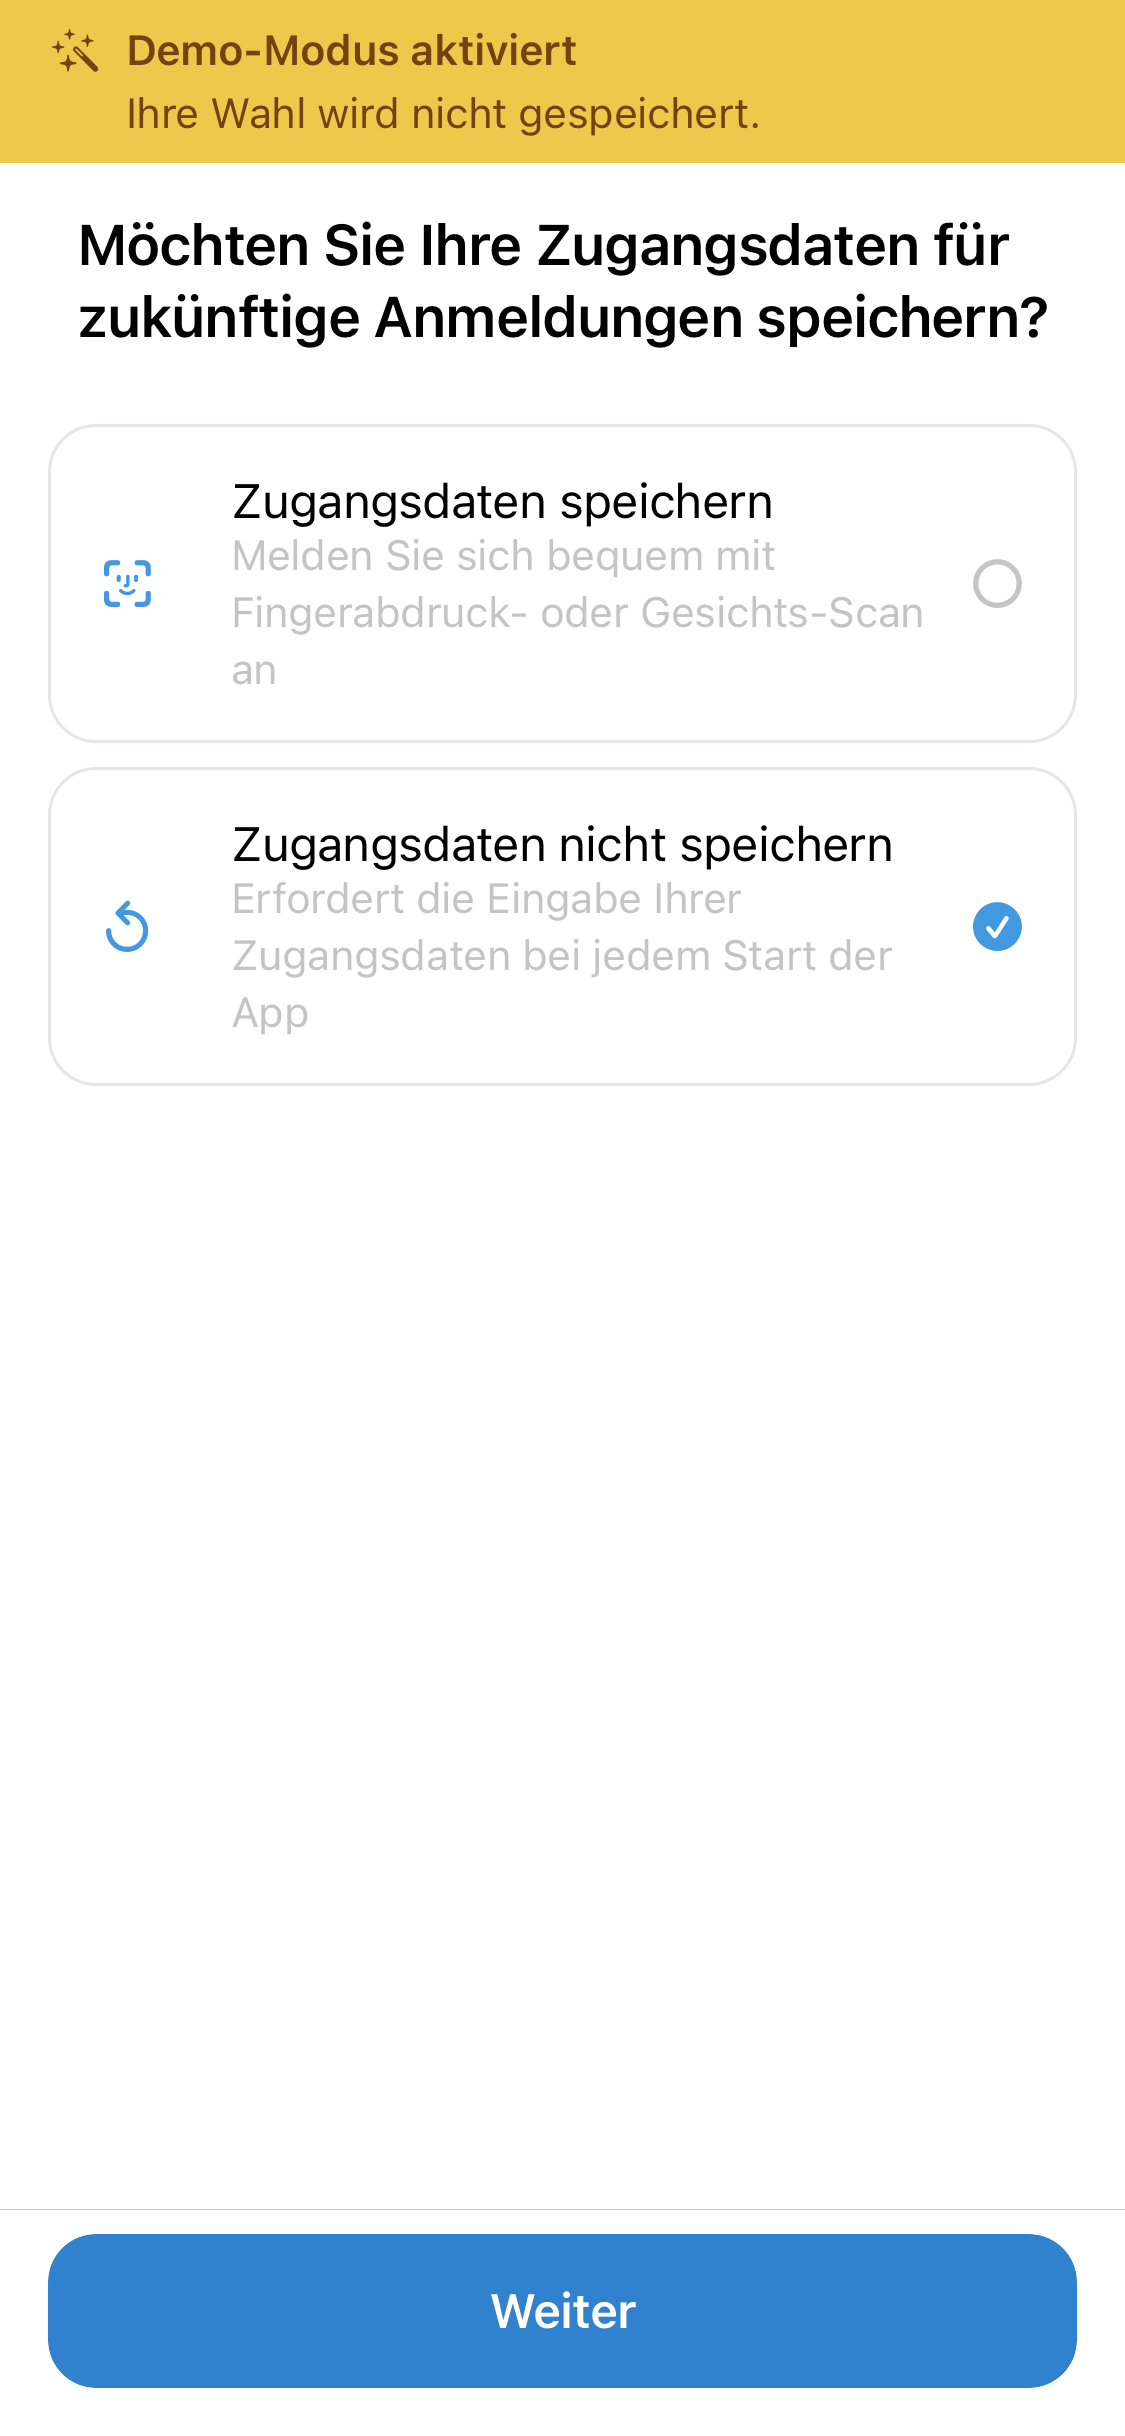 Demo-Modus aktiviert
Ihre Wahl wird nicht gespeichert.
Möchten Sie Ihre Zugangsdaten für
zukünftige Anmeldungen speichern?
Zugangsdaten speichern
Melden Sie sich bequem mit
Fingerabdruck- oder Gesichts-Scan
an
Zugangsdaten nicht speichern
Erfordert die Eingabe Ihrer
Zugangsdaten bei jedem Start der
App
Weiter